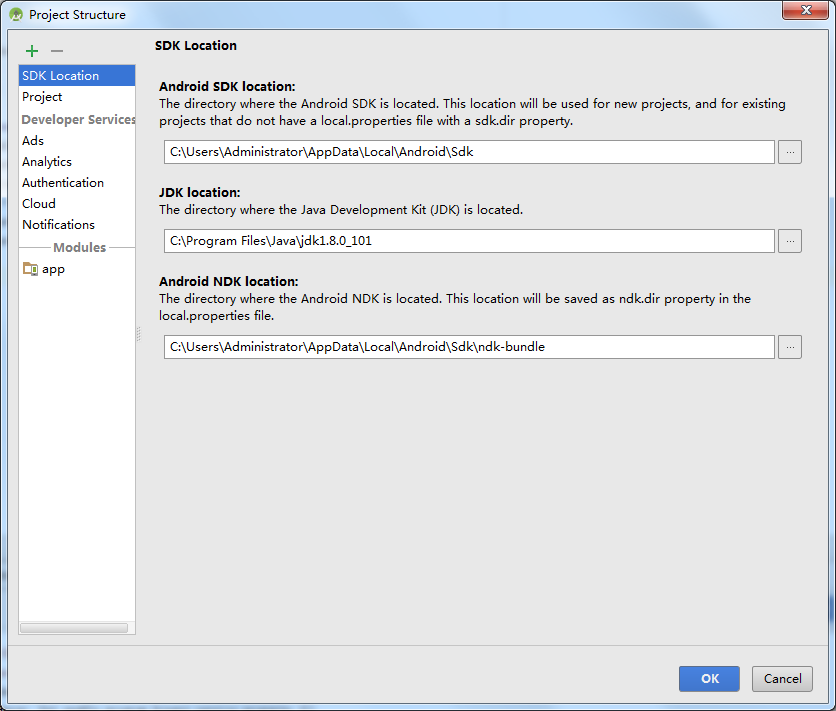 Project Structure
SDK Location
Project
Developer Services
Ads
Analytics
Authentication
Cloud
Notifications
Modules
app
SDK Location
Android SDK location:
The directory where the Android SDK is located. This location will be used for new projects, and for existing
projects that do not have a local.properties file with a sdk.dir property.
C:\Users\Administrator\AppData\Local\Android\Sdk
...
JDK location:
The directory where the Java Development Kit (JDK) is located.
C:\Program Files\Java\jdk1.8.0_101
...
Android NDK location:
The directory where the Android NDK is located. This location will be saved as ndk.dir property in the
local.properties file.
C:\Users\Administrator\AppData\Local\Android\Sdk\ndk-bundle
...
OK
Cancel